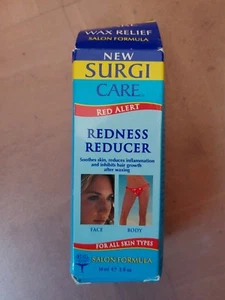 WAX RELIEF
SALON FORMULA
NEW
SURGI
CARE
RED ALERT
REDNESS
REDUCER
Soothes skin, reduces inflammation
and inhibits hair growth
after waxing
FACE
BODY
FOR ALL SKIN TYPES
SALON FORMULA